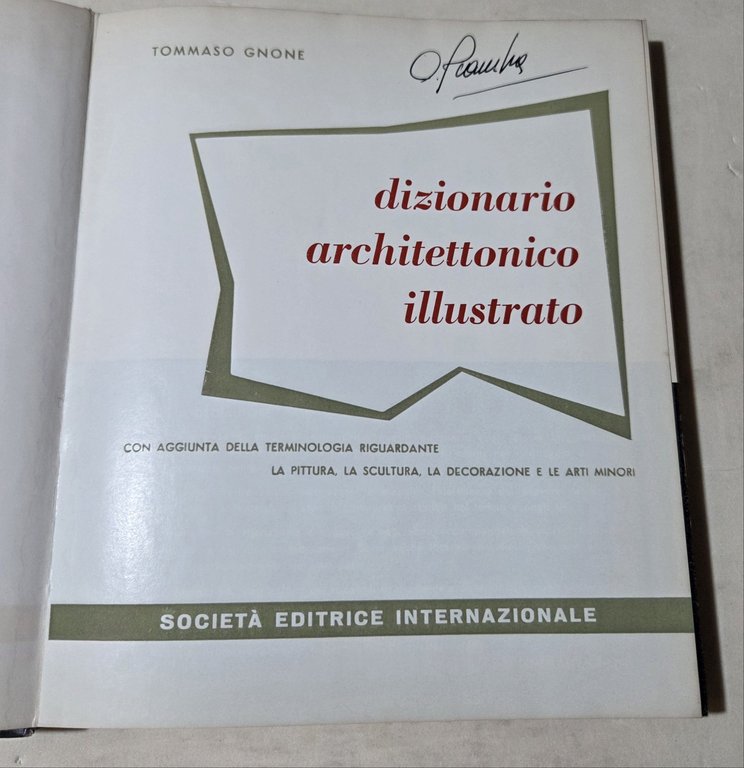 TOMMASO GNONE
dizionario
architettonico
illustrato
CON AGGIUNTA DELLA TERMINOLOGIA RIGUARDANTE
LA PITTURA, LA SCULTURA, LA DECORAZIONE E LE ARTI MINORI
SOCIETÀ EDITRICE INTERNAZIONALE